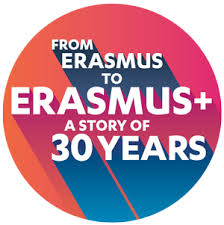 FROM
ERASMUS
TO
ERASMUS+
A STORY OF
30 YEARS